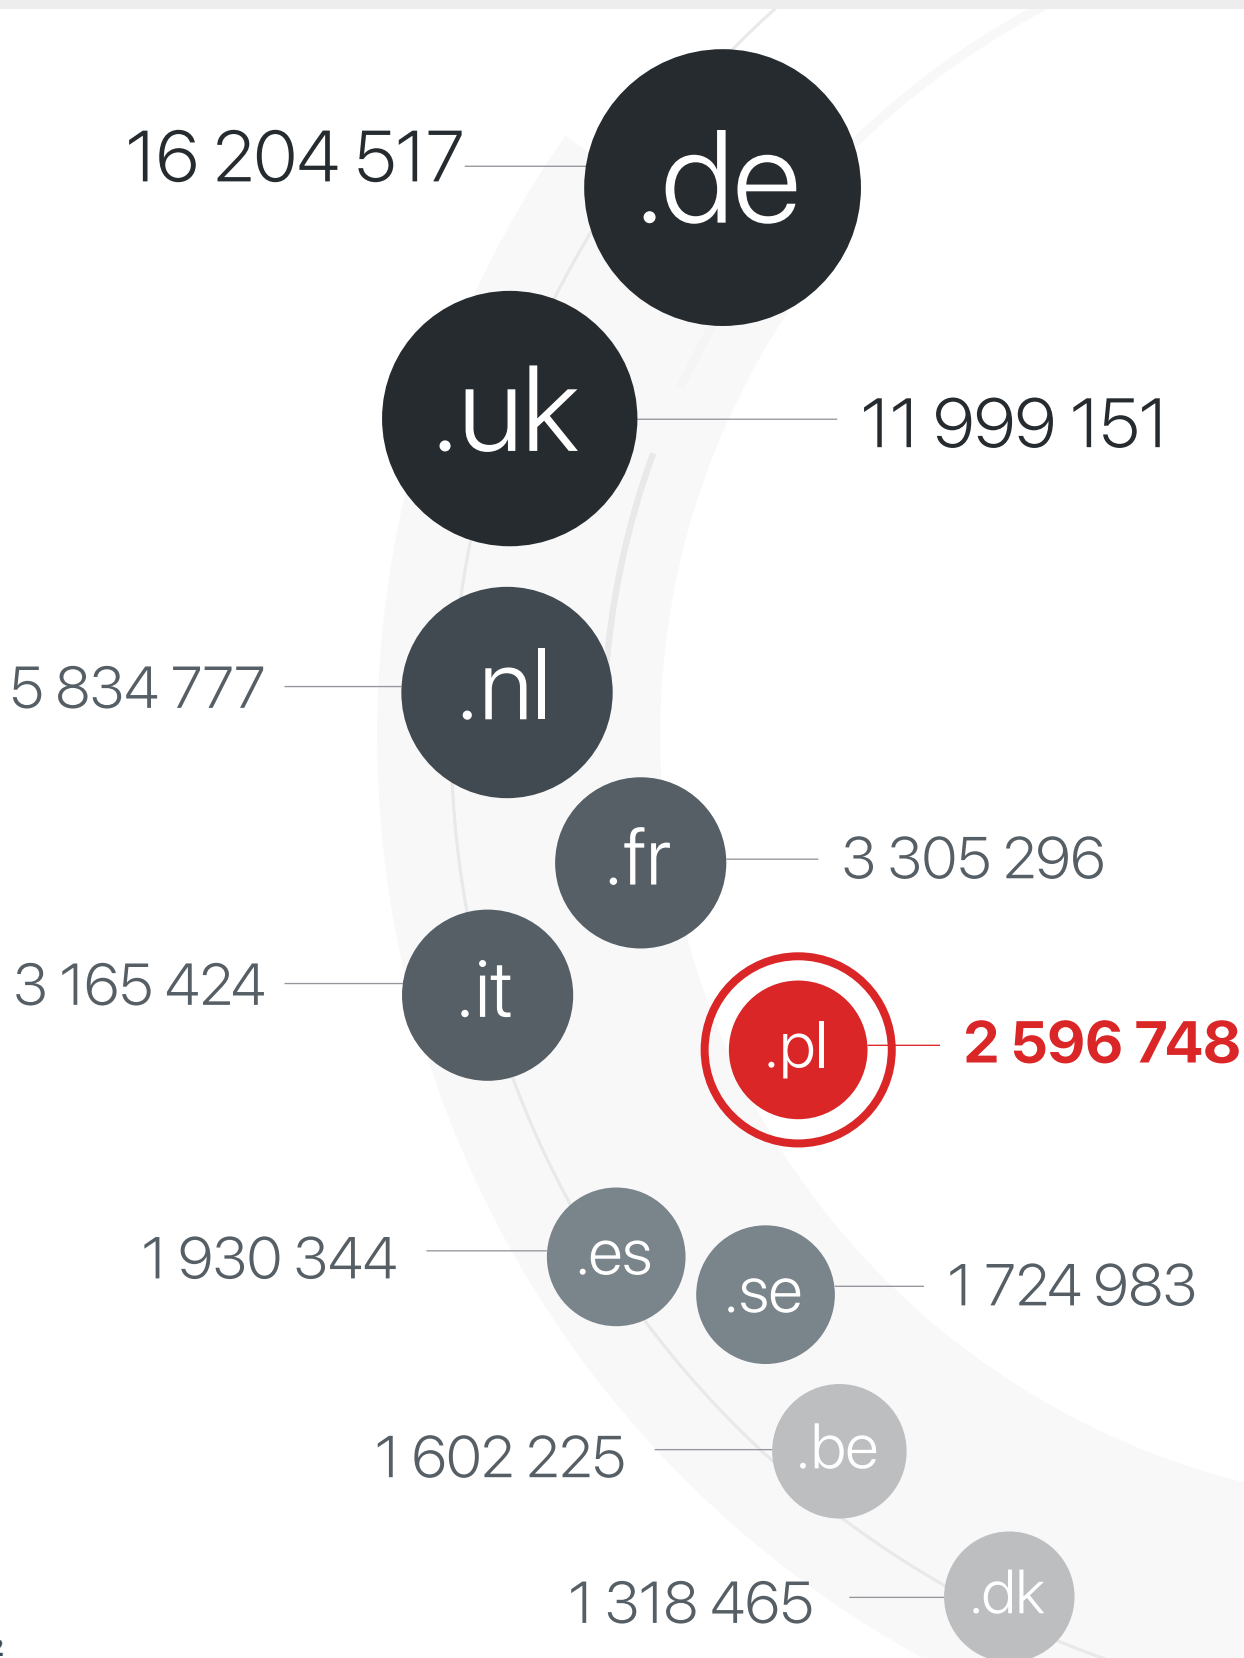 16 204 517
.de
.uk
11 999 151
5 834 777
.nl
.fr
3 305 296
3 165 424
.it
.pl
2 596 748
1 930 344
.es
.se
1 724 983
1 602 225
.be
1 318 465
.dk